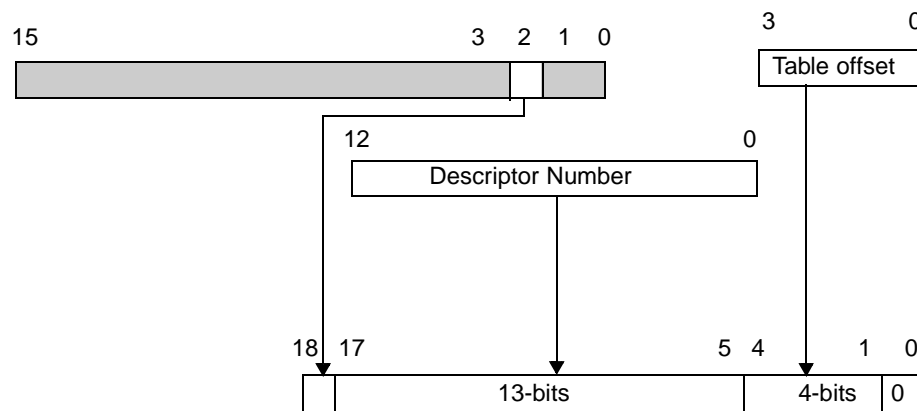 15 3 2 1 0
3 0
Table offset
12 0
Descriptor Number
18 17 5 4 1 0
13-bits 4-bits 0